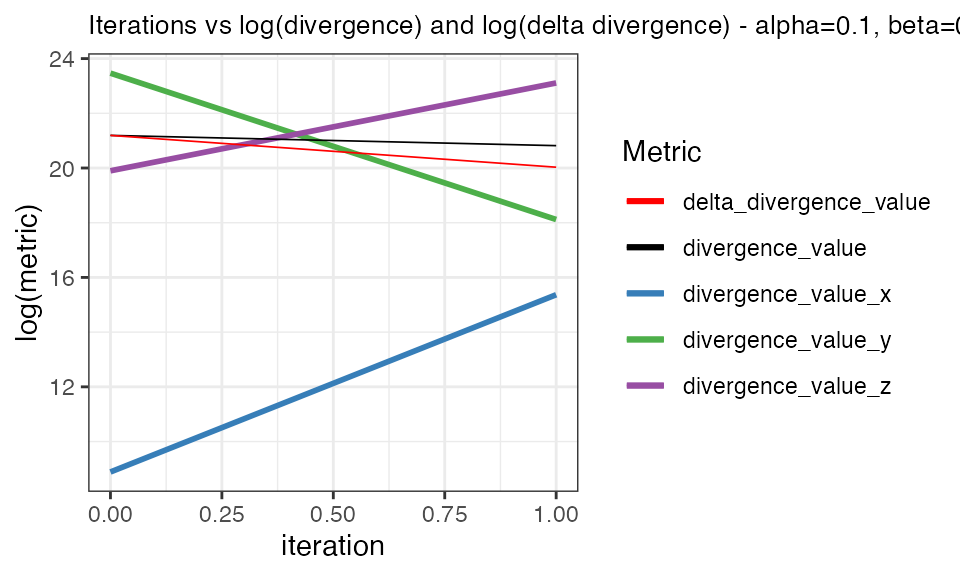 Iterations vs log(divergence) and log(delta divergence) - alpha=0.1, beta=
24
20
16
12
log(metric)
0.00 0.25 0.50 0.75 1.00
iteration
Metric
delta_divergence_value
divergence_value
divergence_value_x
divergence_value_y
divergence_value_z